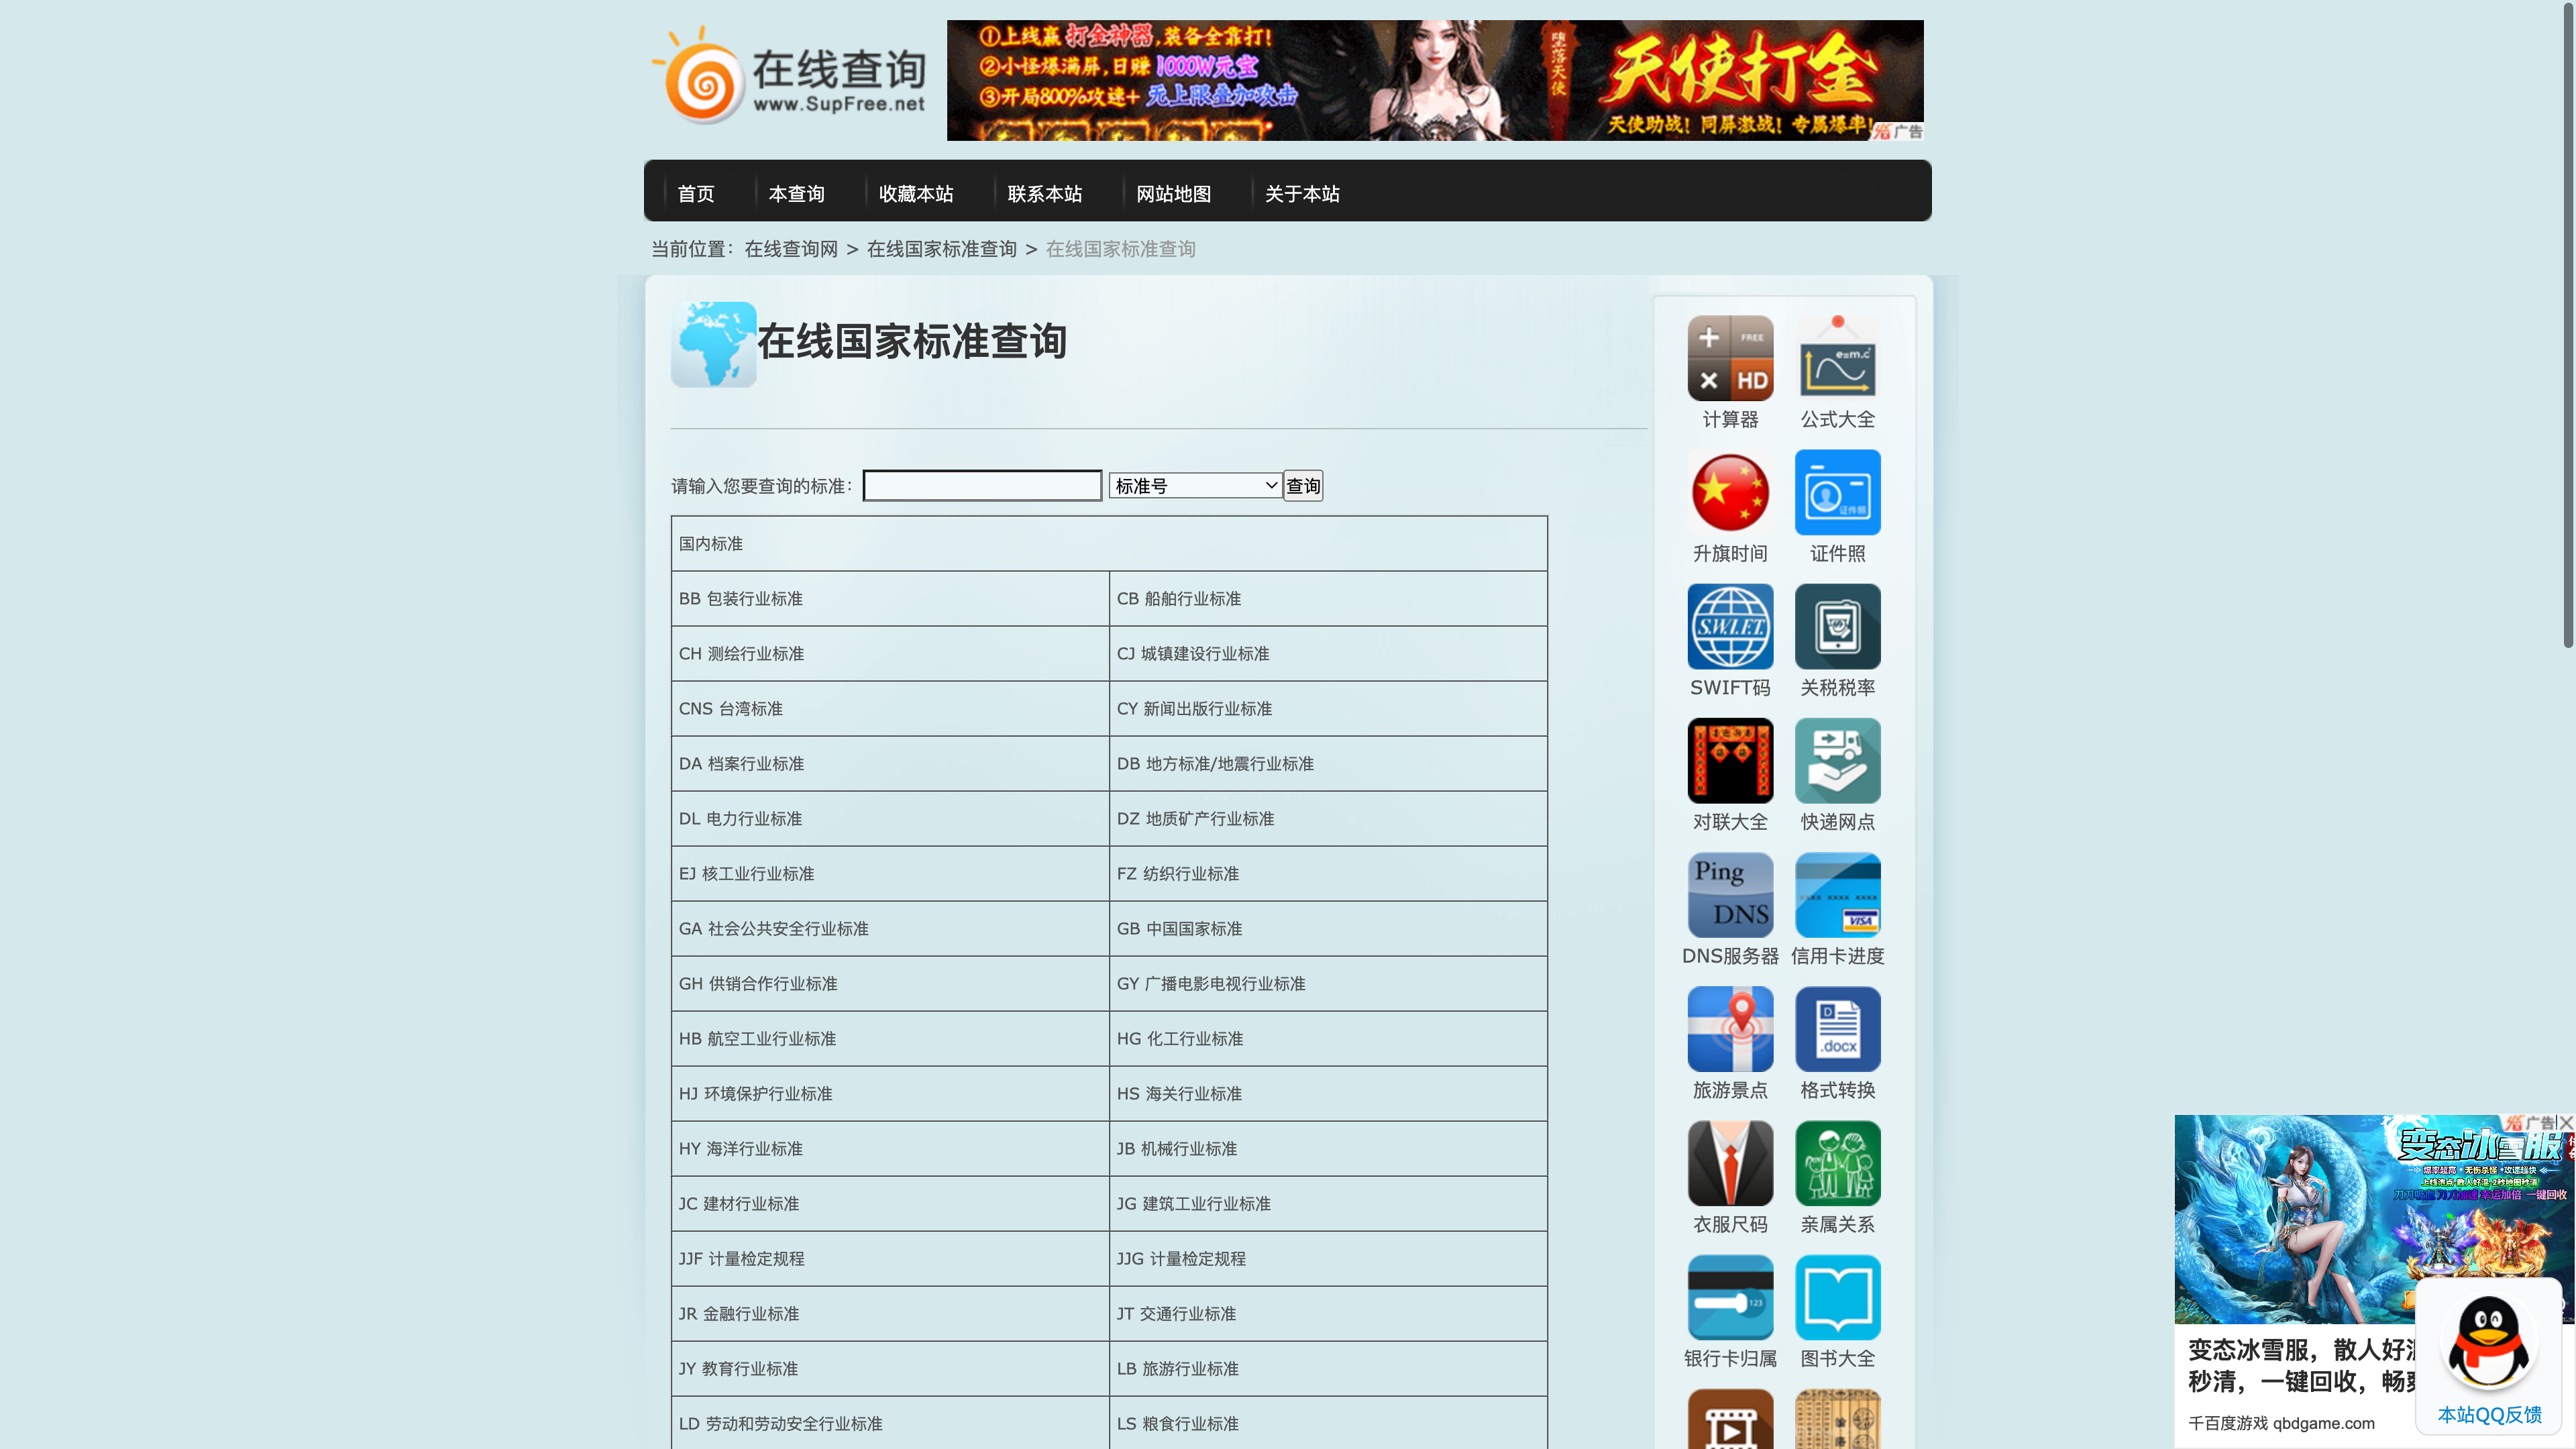 在线查询
www.SupFree.net
①上线赢打金神器,装备全靠打!
②小怪爆满屏,日赚1000W元宝
③开局800%攻速+无上限叠加攻击
堕落天使
天使打金
天使助战! 同屏激战! 专属爆率!
广告
首页 本查询 收藏本站 联系本站 网站地图 关于本站
当前位置：在线查询网 > 在线国家标准查询 > 在线国家标准查询
在线国家标准查询
请输入您要查询的标准： 标准号 查询
国内标准
BB 包装行业标准 CB 船舶行业标准
CH 测绘行业标准 CJ 城镇建设行业标准
CNS 台湾标准 CY 新闻出版行业标准
DA 档案行业标准 DB 地方标准/地震行业标准
DL 电力行业标准 DZ 地质矿产行业标准
EJ 核工业行业标准 FZ 纺织行业标准
GA 社会公共安全行业标准 GB 中国国家标准
GH 供销合作行业标准 GY 广播电影电视行业标准
HB 航空工业行业标准 HG 化工行业标准
HJ 环境保护行业标准 HS 海关行业标准
HY 海洋行业标准 JB 机械行业标准
JC 建材行业标准 JG 建筑工业行业标准
JJF 计量检定规程 JJG 计量检定规程
JR 金融行业标准 JT 交通行业标准
JY 教育行业标准 LB 旅游行业标准
LD 劳动和劳动安全行业标准 LS 粮食行业标准
FREE
HD
e=m.c²
计算器 公式大全
证件照
升旗时间 证件照
S.W.I.F.T.
SWIFT码 关税税率
对联大全 快递网点
Ping
DNS
VISA
DNS服务器 信用卡进度
D
.docx
旅游景点 格式转换
衣服尺码 亲属关系
123
银行卡归属 图书大全
广告
变态冰雪服
一键回收
变态冰雪服，散人好
秒清，一键回收，畅
千百度游戏 qbdgame.com
本站QQ反馈